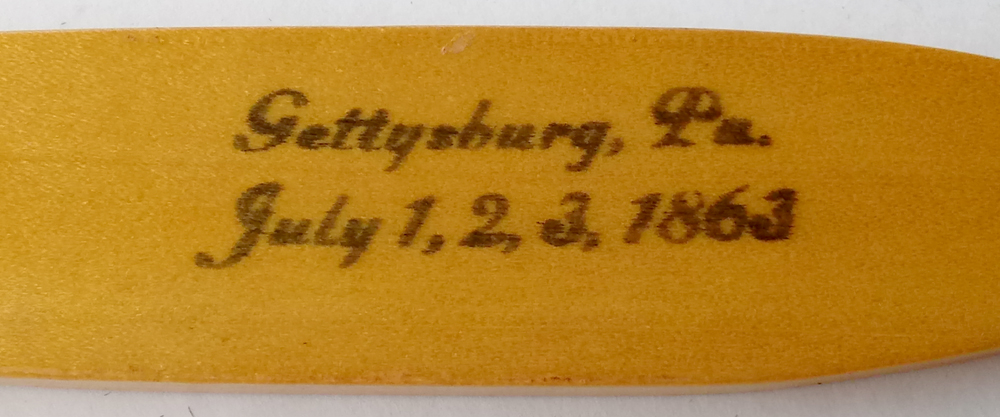 Gettysburg, Pa.
July 1, 2, 3, 1863